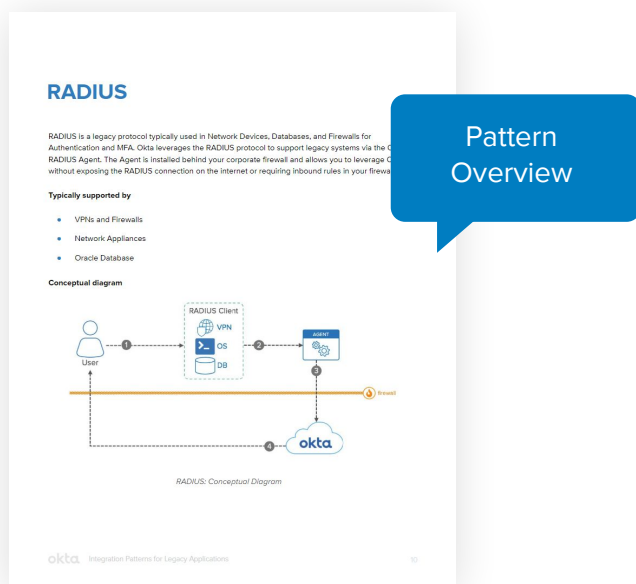 RADIUS
RADIUS is a legacy protocol typically used in Network Devices, Databases, and Firewalls for
Authentication and MFA. Okta leverages the RADIUS protocol to support legacy systems via the
RADIUS Agent. The Agent is installed behind your corporate firewall and allows you to leverage
without exposing the RADIUS connection on the internet or requiring inbound rules in your
Typically supported by
VPNs and Firewalls
Network Appliances
Oracle Database
Conceptual diagram
RADIUS Client
VPN
OS
DB
User
1
2
AGENT
3
firewall
4
okta
RADIUS: Conceptual Diagram
okta Integration Patterns for Legacy Applications
10
Pattern
Overview